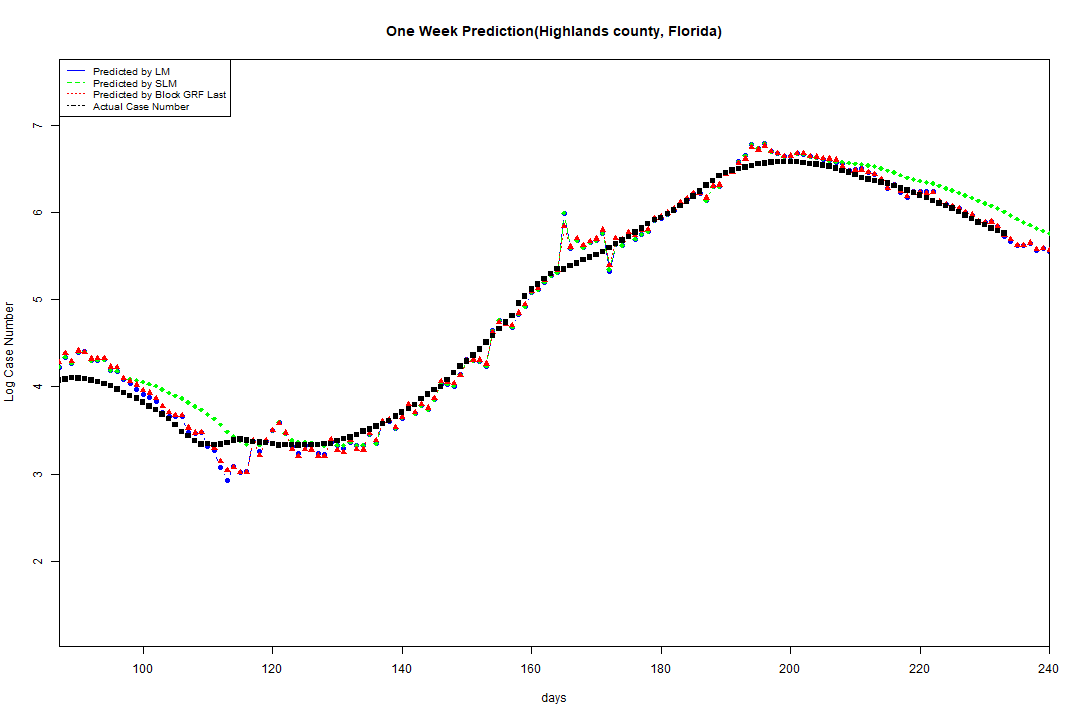 One Week Prediction(Highlands county, Florida)
Predicted by LM
Predicted by SLM
Predicted by Block GRF Last
Actual Case Number
7
6
5
4
3
2
Log Case Number
100 120 140 160 180 200 220 240
days